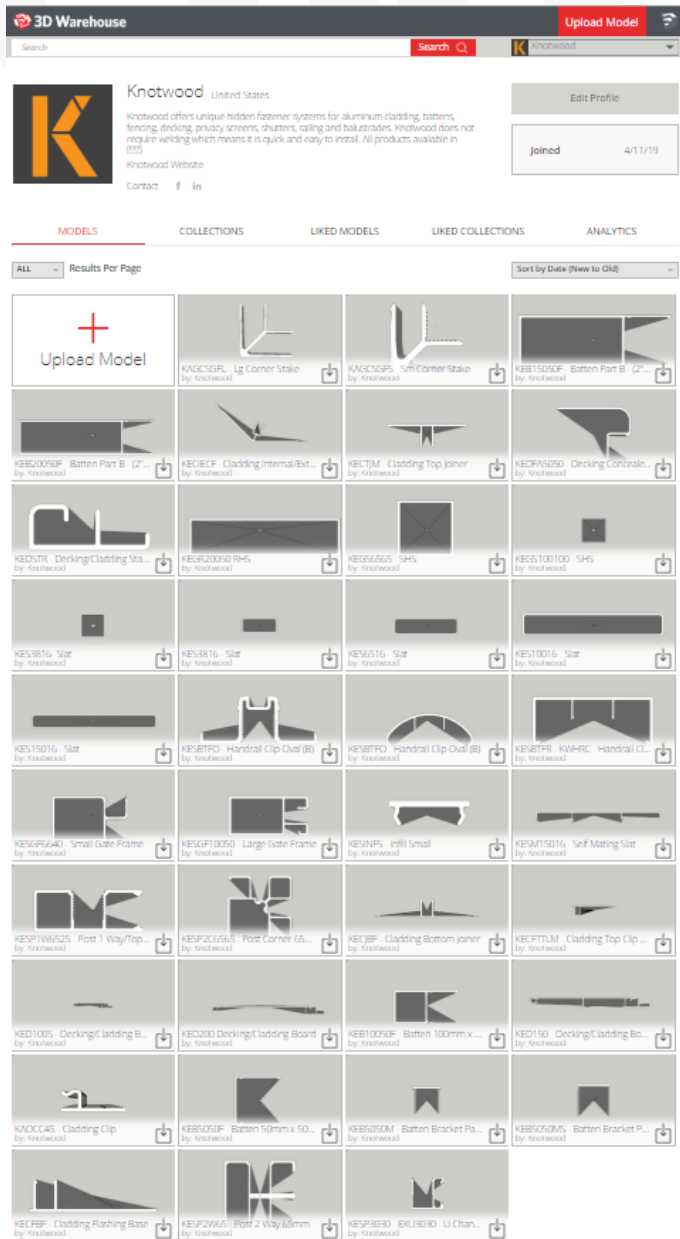 3D Warehouse
Upload Model
Search
Search
Knotwood
Knotwood United States
Knotwood offers unique hidden fastener systems for aluminum cladding, battens,
fencing, decking, privacy screens, shutters, railing and balustrades. Knotwood does not
require welding which means it is quick and easy to install. All products available in
Knotwood Website
Contact f in
Edit Profile
Joined 4/11/19
MODELS COLLECTIONS LIKED MODELS LIKED COLLECTIONS ANALYTICS
ALL Results Per Page
Sort by Date (New to Old)
Upload Model
KAGCSGFL - Lg Corner Stake
by: Knotwood
KAGCSGFS - Sm Corner Stake
by: Knotwood
KEB15050F - Batten Part B - (2"...
by: Knotwood
KEB20050F - Batten Part B - (2"...
by: Knotwood
KECIECF - Cladding Internal/Ext...
by: Knotwood
KECTJM - Cladding Top Joiner
by: Knotwood
KEDFAS050 - Decking Conceale...
by: Knotwood
KEDSTR - Decking/Cladding Sta...
by: Knotwood
KEGR20050 RHS
by: Knotwood
KEGS6565 - SHS
by: Knotwood
KEGS100100 - SHS
by: Knotwood
KES3816 - Slat
by: Knotwood
KES3816 - Slat
by: Knotwood
KES6516 - Slat
by: Knotwood
KES10016 - Slat
by: Knotwood
KES15016 - Slat
by: Knotwood
KESBTFO - Handrail Clip Oval (B)
by: Knotwood
KESBTFO - Handrail Clip Oval (B)
by: Knotwood
KESBTFR - KWHRC - Handrail Cl...
by: Knotwood
KESGF6640 - Small Gate Frame
by: Knotwood
KESGF10050 - Large Gate Frame
by: Knotwood
KESINFS - Infill Small
by: Knotwood
KESM15016 - Self Mating Slat
by: Knotwood
KESP1W6525 - Post 1 Way/Top...
by: Knotwood
KESP2C6565 - Post Corner 65...
by: Knotwood
KECJBF - Cladding Bottom Joiner
by: Knotwood
KECFTTLM - Cladding Top Clip ...
by: Knotwood
KED100S - Decking/Cladding B...
by: Knotwood
KED200 Decking/Cladding Board
by: Knotwood
KEB10050F - Batten 100mm x ...
by: Knotwood
KED150 - Decking/Cladding Bo...
by: Knotwood
KAOCC45 - Cladding Clip
by: Knotwood
KEB5050F - Batten 50mm x 50...
by: Knotwood
KEB5050M - Batten Bracket Pa...
by: Knotwood
KEB5050MS - Batten Bracket P...
by: Knotwood
KECFBF - Cladding Flashing Base
by: Knotwood
KESP2W65 - Post 2 Way 65mm
by: Knotwood
KESP3030 - EXU3030 - U Chan...
by: Knotwood